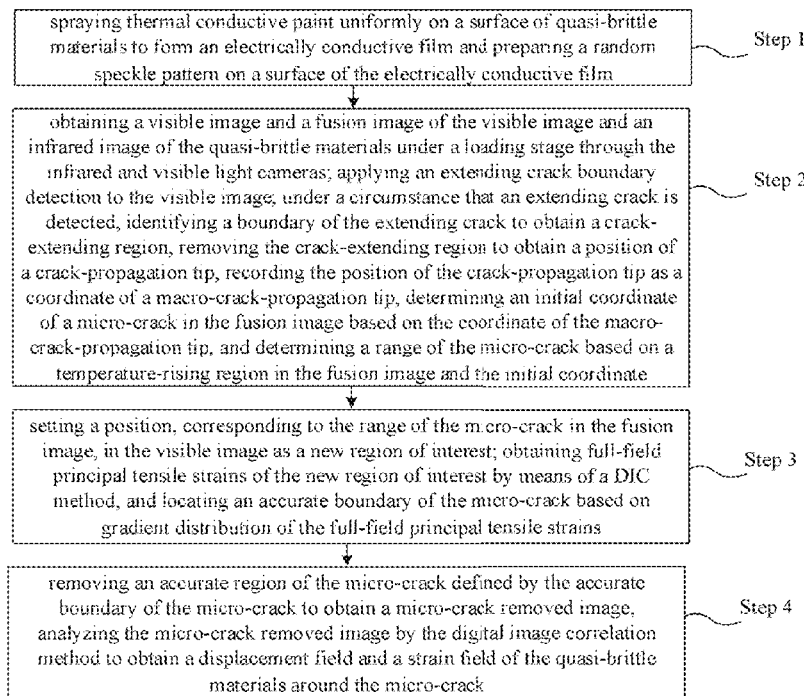 spraying thermal conductive paint uniformly on a surface of quasi-brittle
materials to form an electrically conductive film and preparing a random
speckle pattern on a surface of the electrically conductive film
Step 1
obtaining a visible image and a fusion image of the visible image and an
infrared image of the quasi-brittle materials under a loading stage through the
infrared and visible light cameras; applying an extending crack boundary
detection to the visible image; under a circumstance that an extending crack is
detected, identifying a boundary of the extending crack to obtain a crack-
extending region, removing the crack-extending region to obtain a position of
a crack-propagation tip, recording the position of the crack-propagation tip as a
coordinate of a macro-crack-propagation tip, determining an initial coordinate
of a micro-crack in the fusion image based on the coordinate of the macro-
crack-propagation tip, and determining a range of the micro-crack based on a
temperature-rising region in the fusion image and the initial coordinate
Step 2
setting a position, corresponding to the range of the micro-crack in the fusion
image, in the visible image as a new region of interest; obtaining full-field
principal tensile strains of the new region of interest by means of a DIC
method, and locating an accurate boundary of the micro-crack based on
gradient distribution of the full-field principal tensile strains
Step 3
removing an accurate region of the micro-crack defined by the accurate
boundary of the micro-crack to obtain a micro-crack removed image,
analyzing the micro-crack removed image by the digital image correlation
method to obtain a displacement field and a strain field of the quasi-brittle
materials around the micro-crack
Step 4